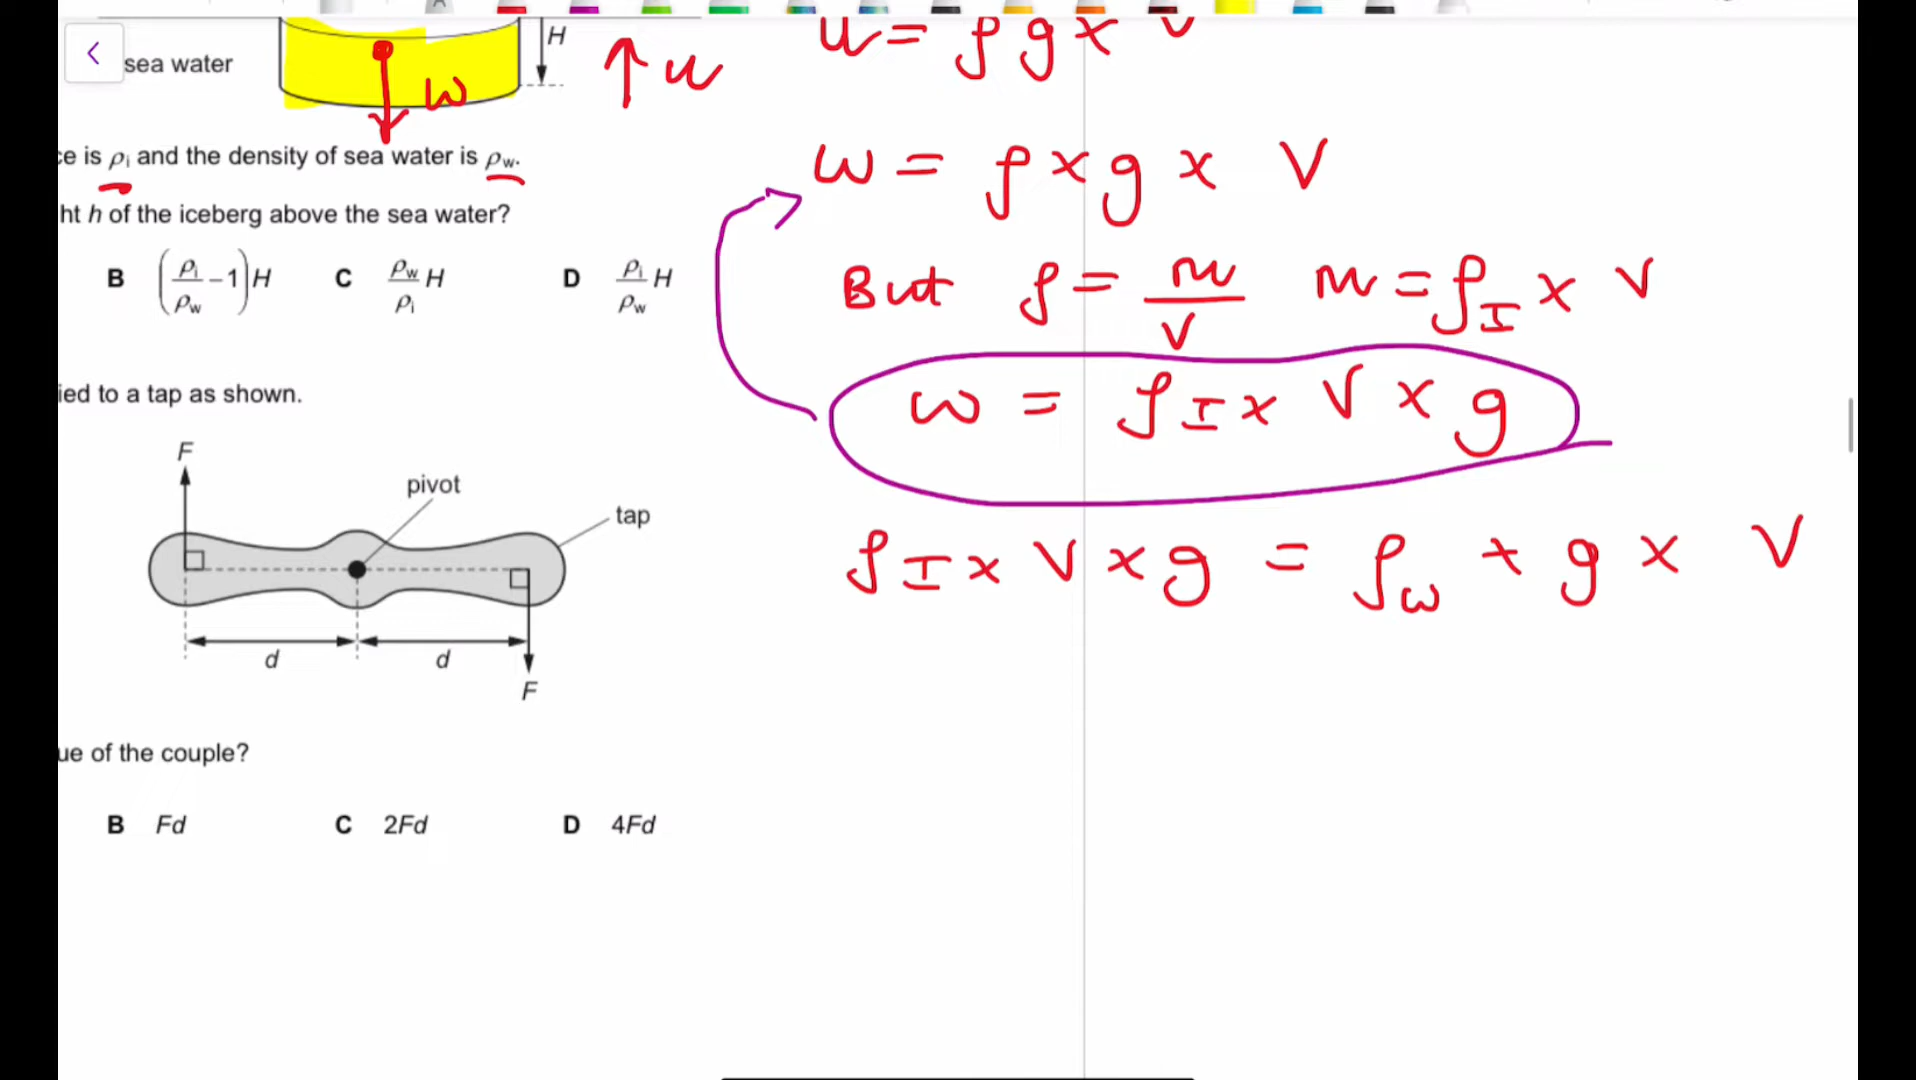 H
sea water
w
↑ u
u = ρ g x V
ce is ρi and the density of sea water is ρw.
w = ρ x g x V
ht h of the iceberg above the sea water?
B (ρi/ρw − 1)H C ρw/ρi H D ρi/ρw H
But ρ = m/V m = ρI x V
w = ρI x V x g
ied to a tap as shown.
F
pivot
tap
ρI x V x g = ρw + g x V
d d
F
ue of the couple?
B Fd C 2Fd D 4Fd